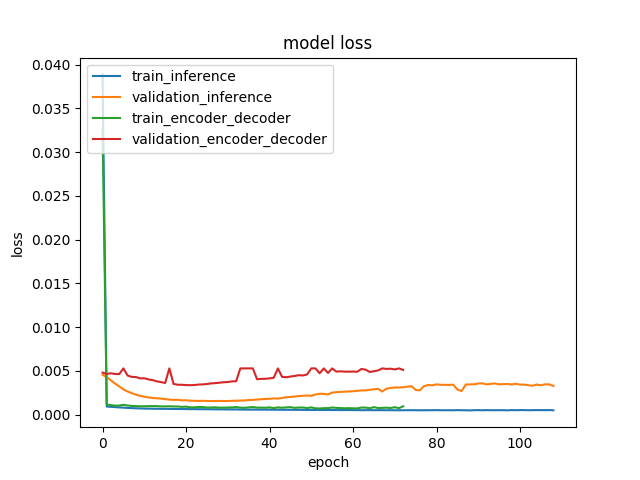 model loss
train_inference
validation_inference
train_encoder_decoder
validation_encoder_decoder
loss
0.040
0.035
0.030
0.025
0.020
0.015
0.010
0.005
0.000
0 20 40 60 80 100
epoch